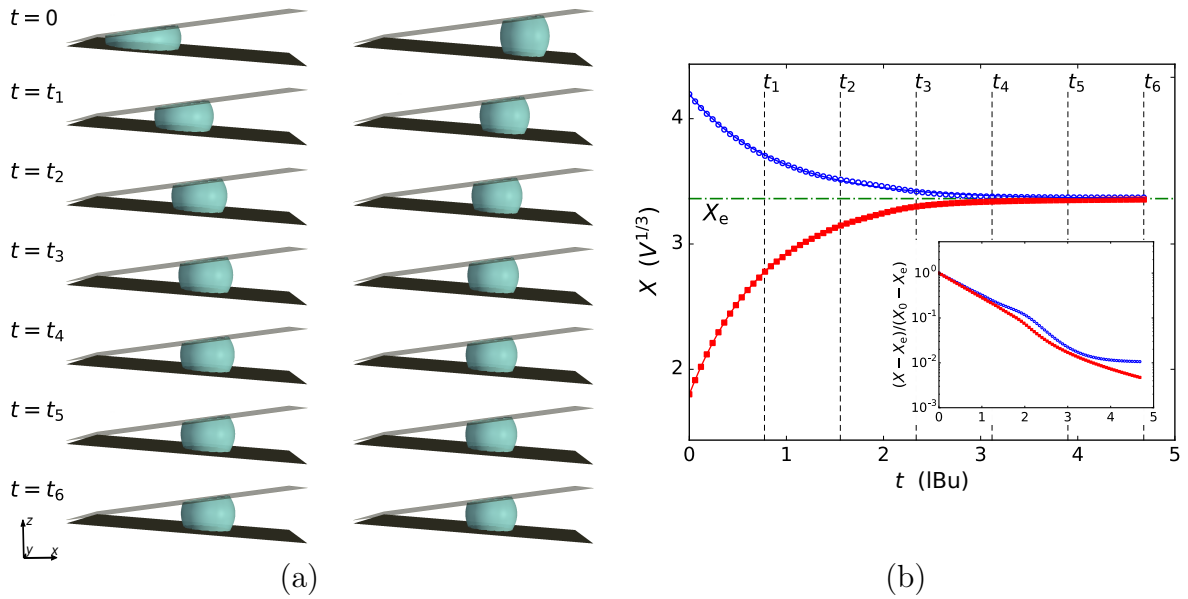 t = 0
t = t₁
t = t₂
t = t₃
t = t₄
t = t₅
t = t₆
z
y x
(a)
t₁ t₂ t₃ t₄ t₅ t₆
4
3
2
X (V^{1/3})
Xₑ
10⁰
10⁻¹
10⁻²
10⁻³
(X − Xₑ)/(X₀ − Xₑ)
0 1 2 3 4 5
0 1 2 3 4 5
t (lBu)
(b)